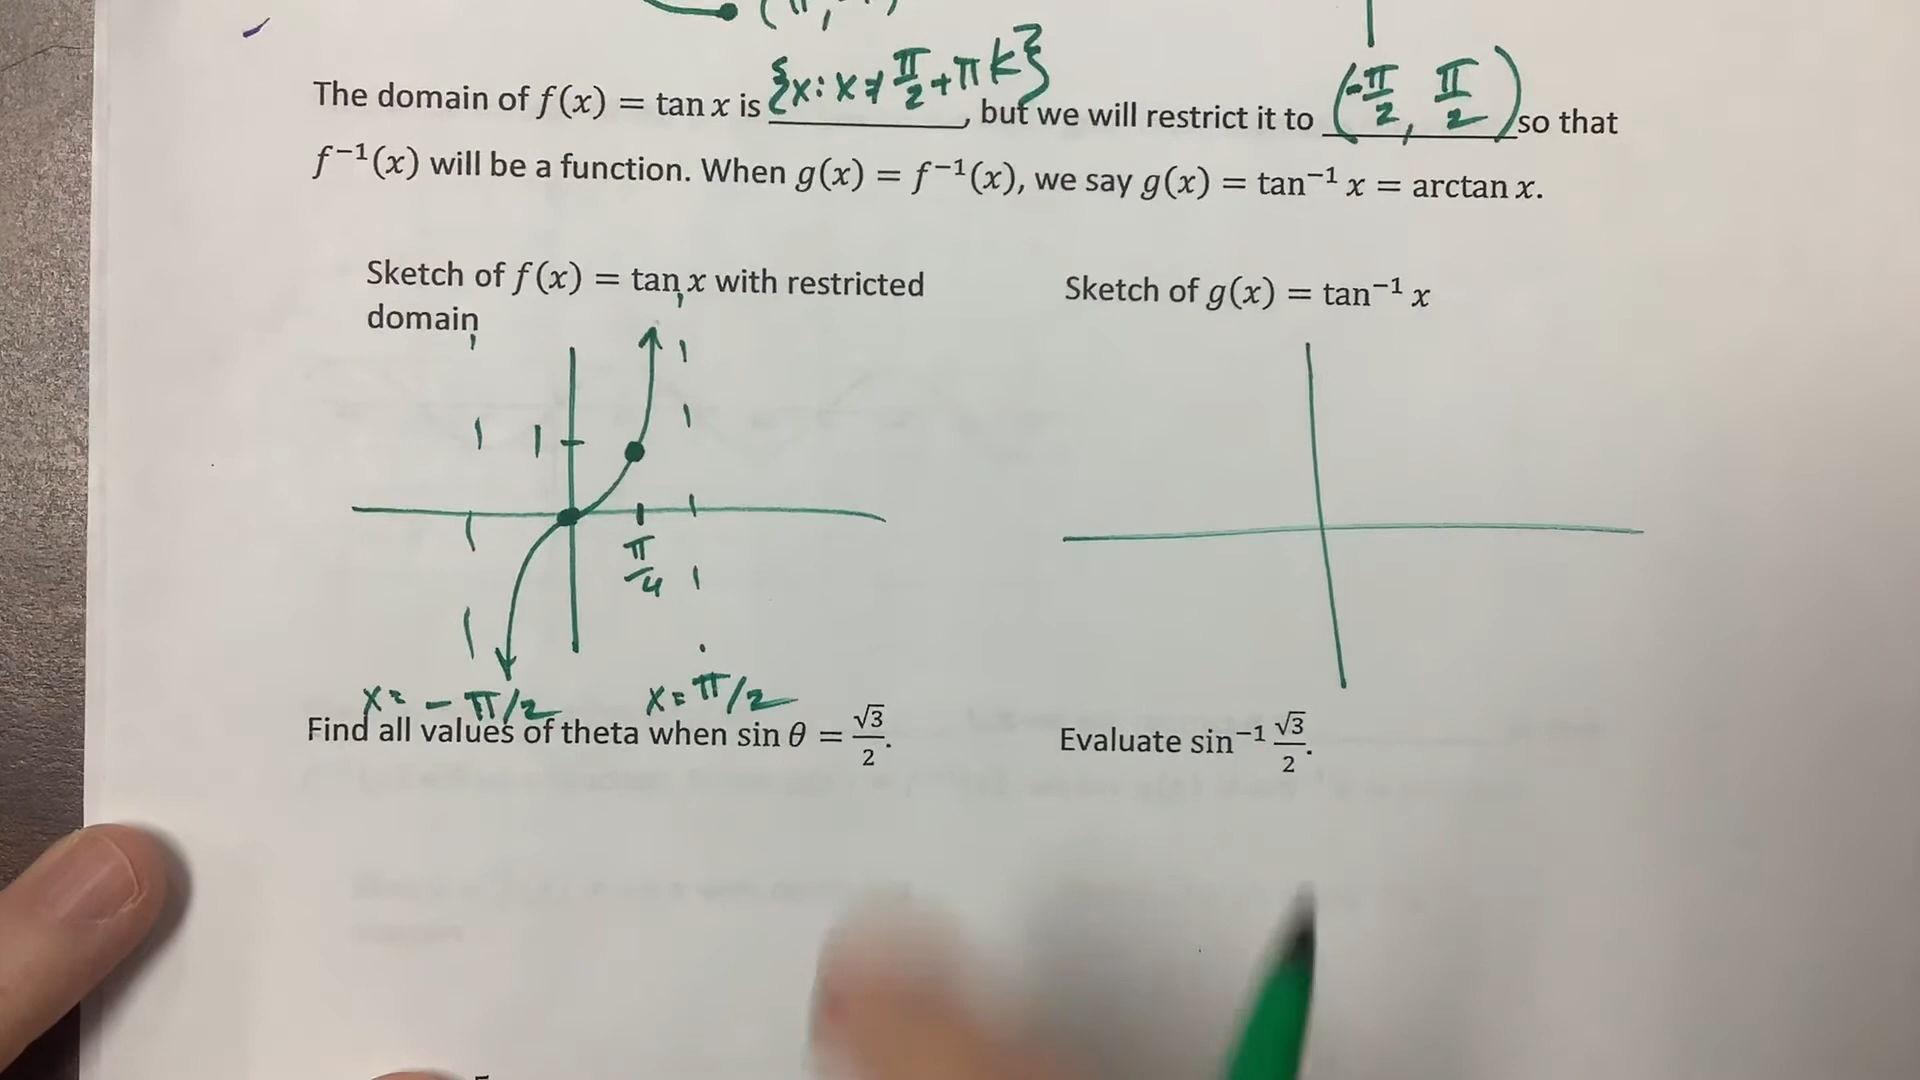 The domain of f(x) = tan x is {x: x ≠ π/2 + πk}, but we will restrict it to (-π/2, π/2) so that
f⁻¹(x) will be a function. When g(x) = f⁻¹(x), we say g(x) = tan⁻¹ x = arctan x.
Sketch of f(x) = tan x with restricted
domain
Sketch of g(x) = tan⁻¹ x
1
π/4
x = -π/2
x = π/2
Find all values of theta when sin θ = √3/2.
Evaluate sin⁻¹ √3/2.